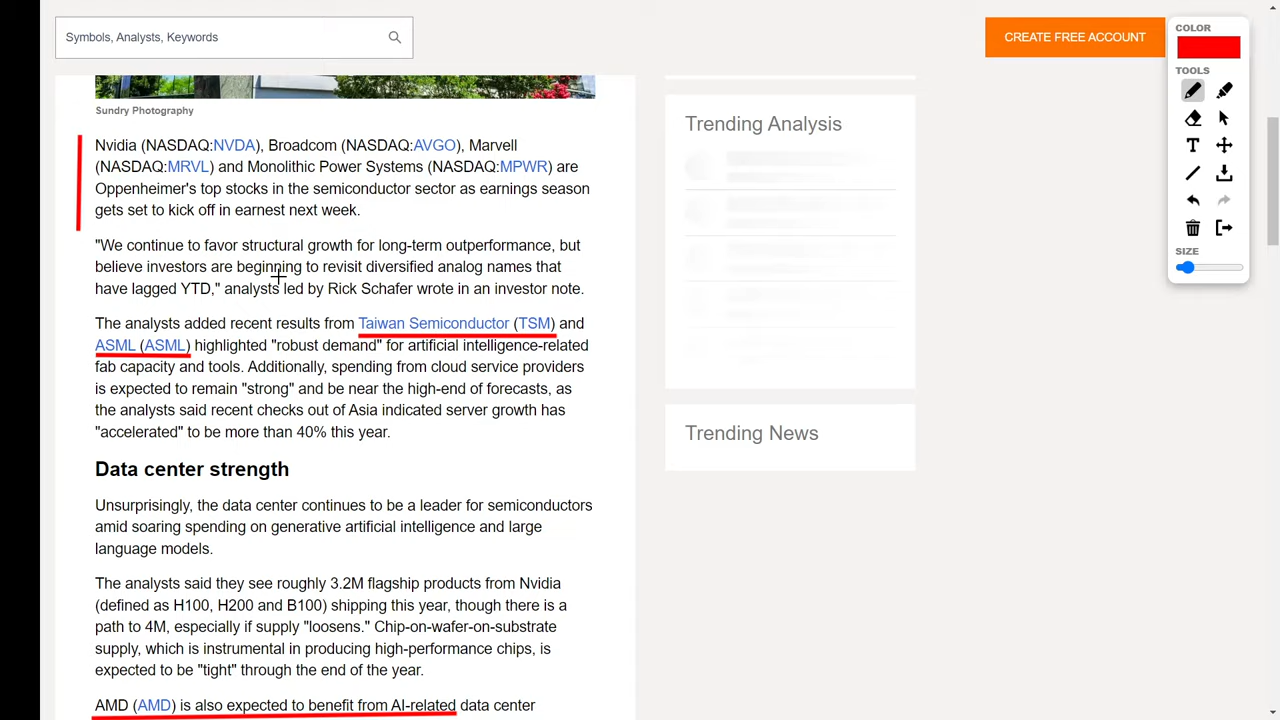 Symbols, Analysts, Keywords
CREATE FREE ACCOUNT
COLOR
TOOLS
SIZE
Sundry Photography
Nvidia (NASDAQ:NVDA), Broadcom (NASDAQ:AVGO), Marvell
(NASDAQ:MRVL) and Monolithic Power Systems (NASDAQ:MPWR) are
Oppenheimer's top stocks in the semiconductor sector as earnings season
gets set to kick off in earnest next week.
"We continue to favor structural growth for long-term outperformance, but
believe investors are beginning to revisit diversified analog names that
have lagged YTD," analysts led by Rick Schafer wrote in an investor note.
The analysts added recent results from Taiwan Semiconductor (TSM) and
ASML (ASML) highlighted "robust demand" for artificial intelligence-related
fab capacity and tools. Additionally, spending from cloud service providers
is expected to remain "strong" and be near the high-end of forecasts, as
the analysts said recent checks out of Asia indicated server growth has
"accelerated" to be more than 40% this year.
Data center strength
Unsurprisingly, the data center continues to be a leader for semiconductors
amid soaring spending on generative artificial intelligence and large
language models.
The analysts said they see roughly 3.2M flagship products from Nvidia
(defined as H100, H200 and B100) shipping this year, though there is a
path to 4M, especially if supply "loosens." Chip-on-wafer-on-substrate
supply, which is instrumental in producing high-performance chips, is
expected to be "tight" through the end of the year.
AMD (AMD) is also expected to benefit from AI-related data center
Trending Analysis
Trending News